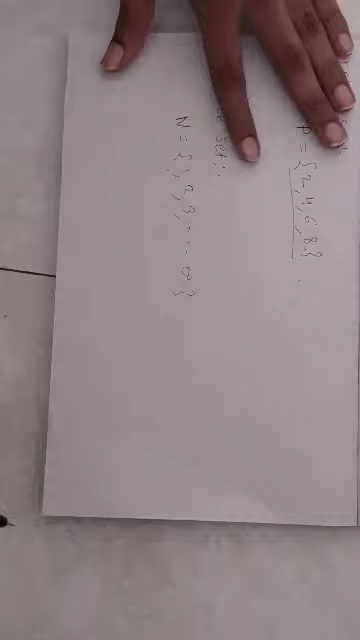 P = {2, 4, 6, 8}.
set:
N = {1, 2, 3, ... ∞}